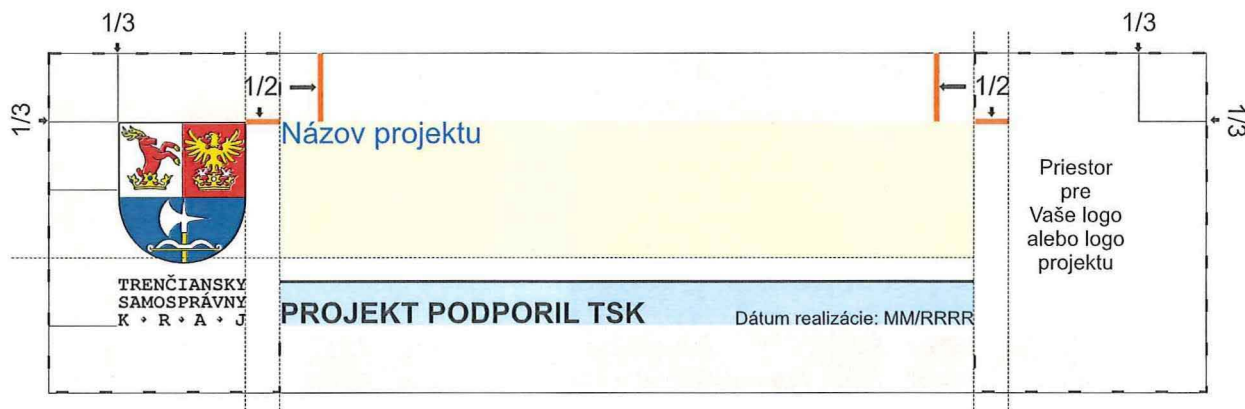 1/3
1/3
1/2
1/2
1/3
1/3
Názov projektu
Priestor
pre
Vaše logo
alebo logo
projektu
TRENČIANSKY
SAMOSPRÁVNY
K • R • A • J
PROJEKT PODPORIL TSK
Dátum realizácie: MM/RRRR